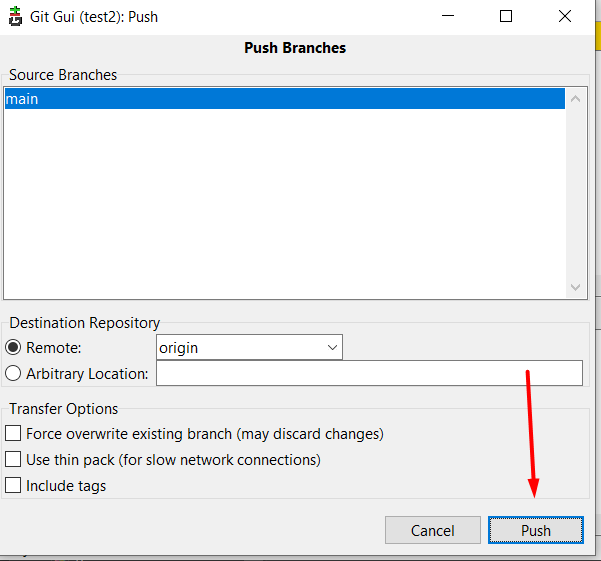 Git Gui (test2): Push
Push Branches
Source Branches
main
Destination Repository
Remote:
origin
Arbitrary Location:
Transfer Options
Force overwrite existing branch (may discard changes)
Use thin pack (for slow network connections)
Include tags
Cancel
Push